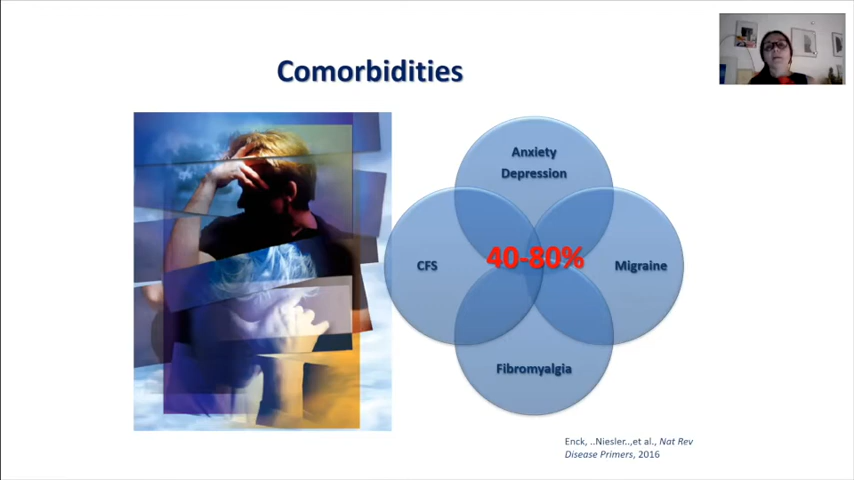 Comorbidities
Anxiety
Depression
40-80%
CFS
Migraine
Fibromyalgia
Enck, ..Niesler..,et al., Nat Rev
Disease Primers, 2016